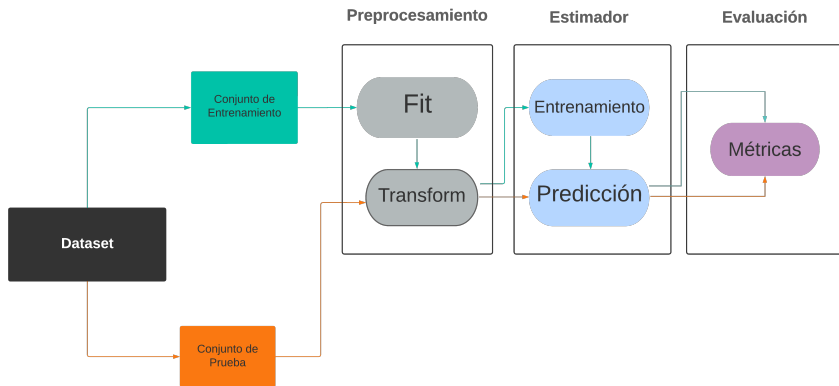 Preprocesamiento
Estimador
Evaluación
Conjunto de
Entrenamiento
Fit
Entrenamiento
Métricas
Transform
Predicción
Dataset
Conjunto de
Prueba